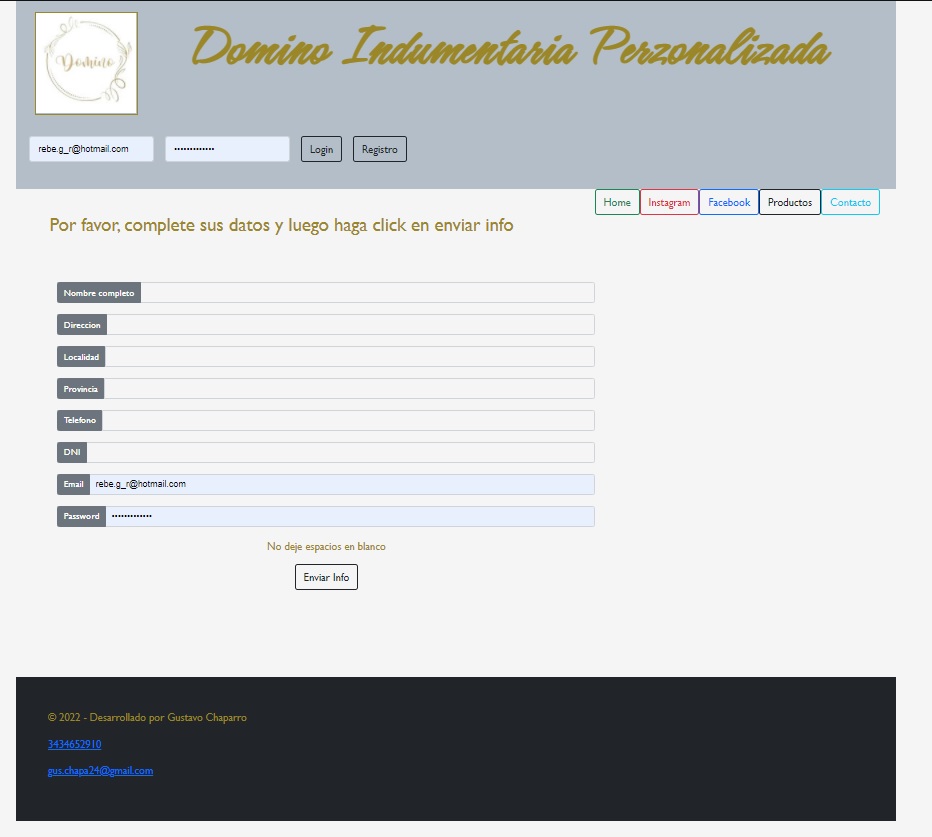 Domino
Domino Indumentaria Perzonalizada
rebe.g_r@hotmail.com ············· Login Registro
Home Instagram Facebook Productos Contacto
Por favor, complete sus datos y luego haga click en enviar info
Nombre completo
Direccion
Localidad
Provincia
Telefono
DNI
Email rebe.g_r@hotmail.com
Password ·············
No deje espacios en blanco
Enviar Info
© 2022 - Desarrollado por Gustavo Chaparro
3434652910
gus.chapa24@gmail.com